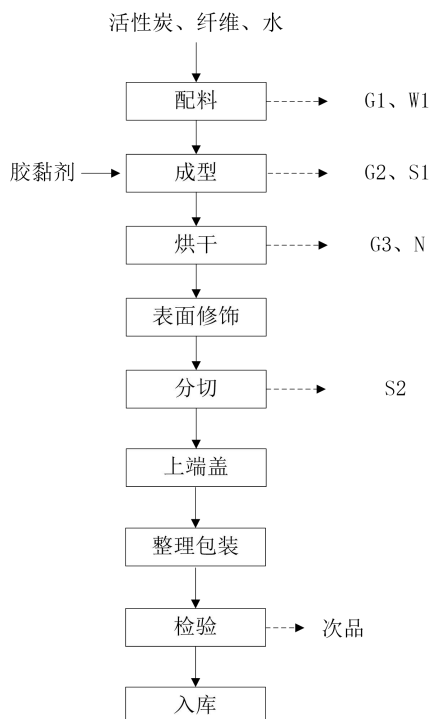 活性炭、纤维、水
配料
G1、W1
胶黏剂
成型
G2、S1
烘干
G3、N
表面修饰
分切
S2
上端盖
整理包装
检验
次品
入库